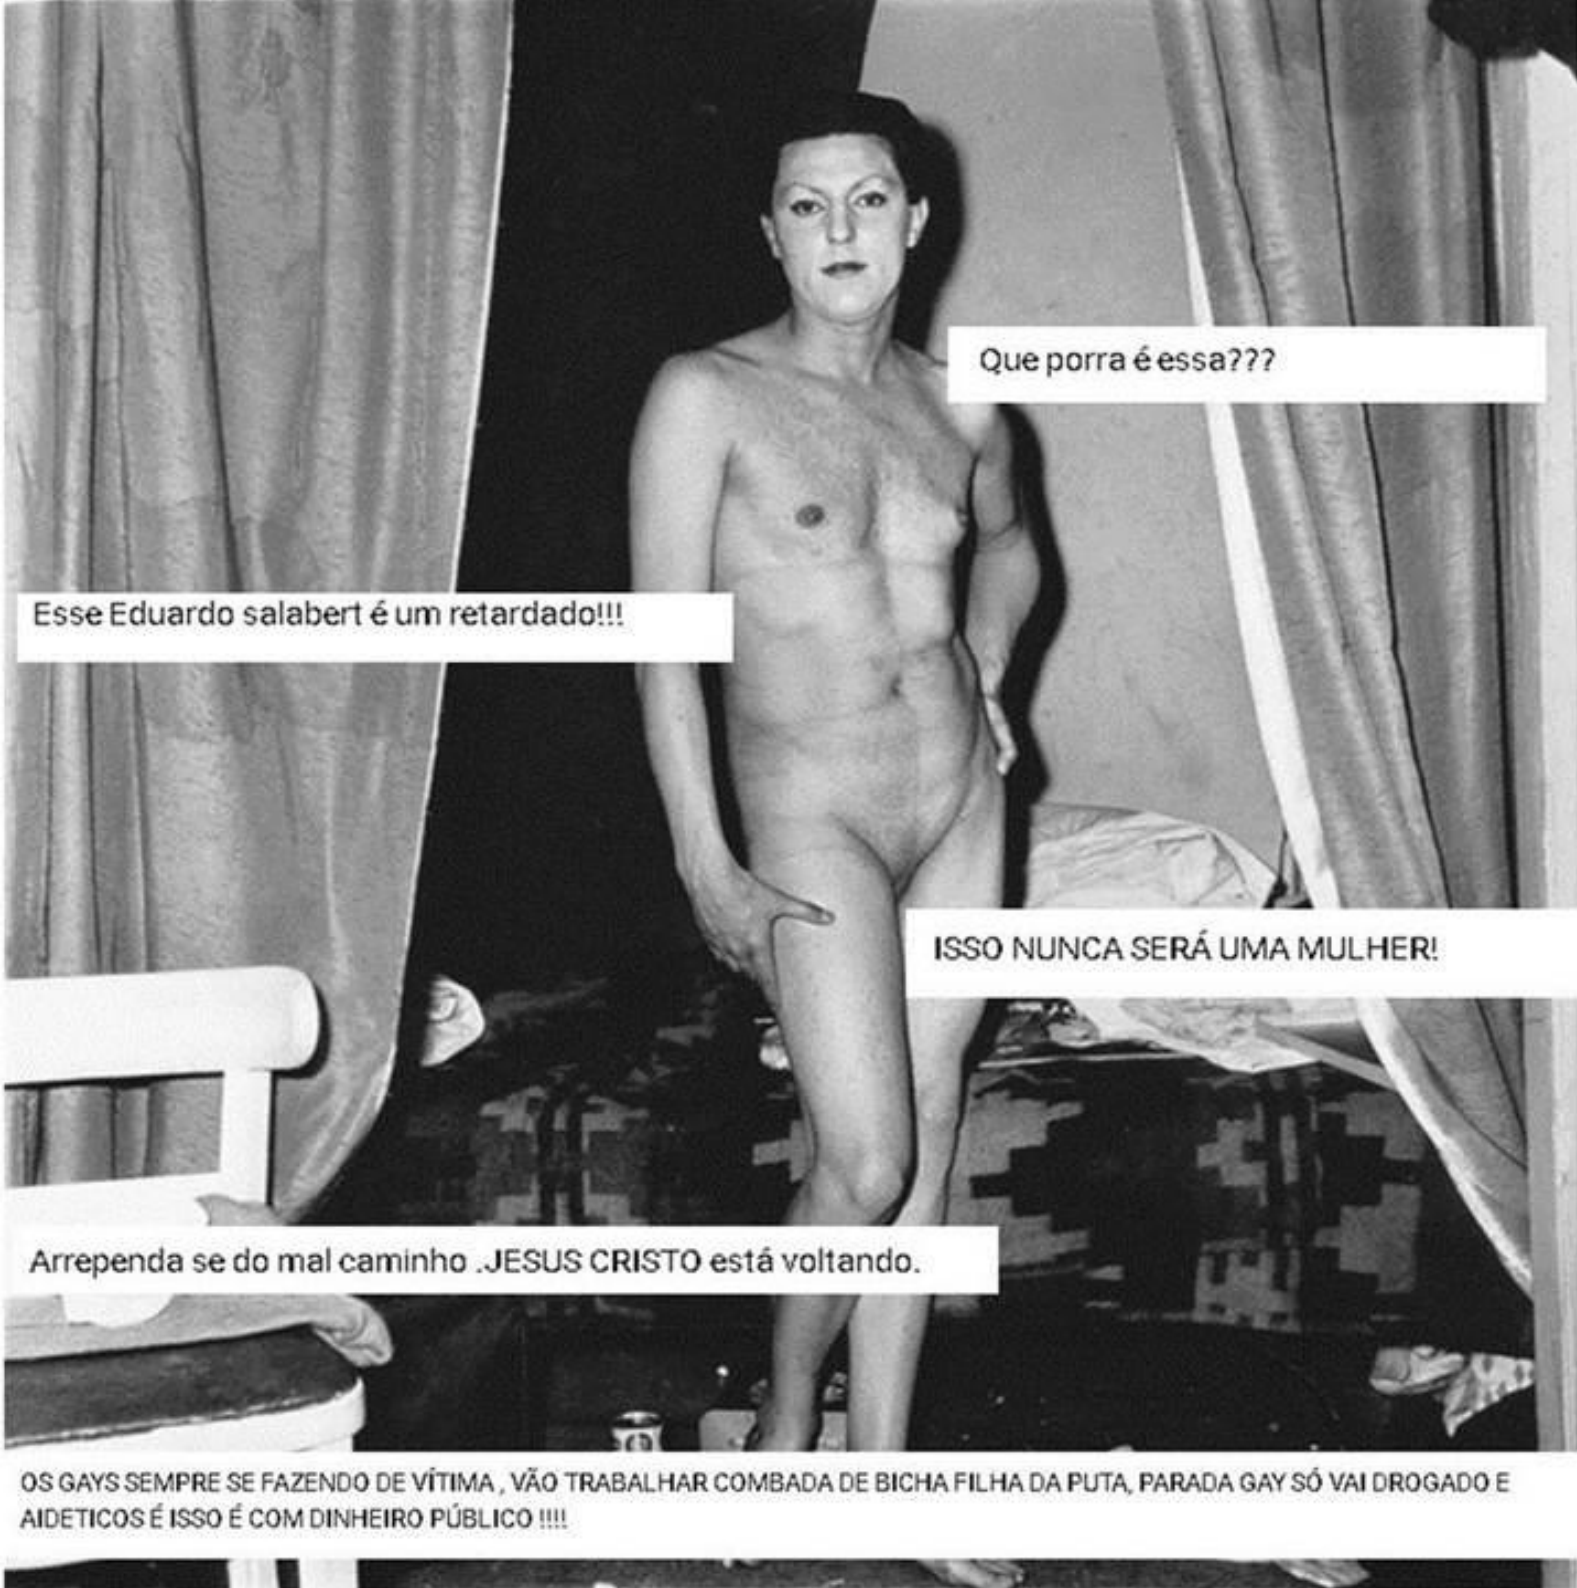 Que porra é essa???
Esse Eduardo salabert é um retardado!!!
ISSO NUNCA SERÁ UMA MULHER!
Arrependa se do mal caminho .JESUS CRISTO está voltando.
OS GAYS SEMPRE SE FAZENDO DE VÍTIMA , VÃO TRABALHAR COMBADA DE BICHA FILHA DA PUTA, PARADA GAY SÓ VAI DROGADO E
AIDETICOS É ISSO É COM DINHEIRO PÚBLICO !!!!